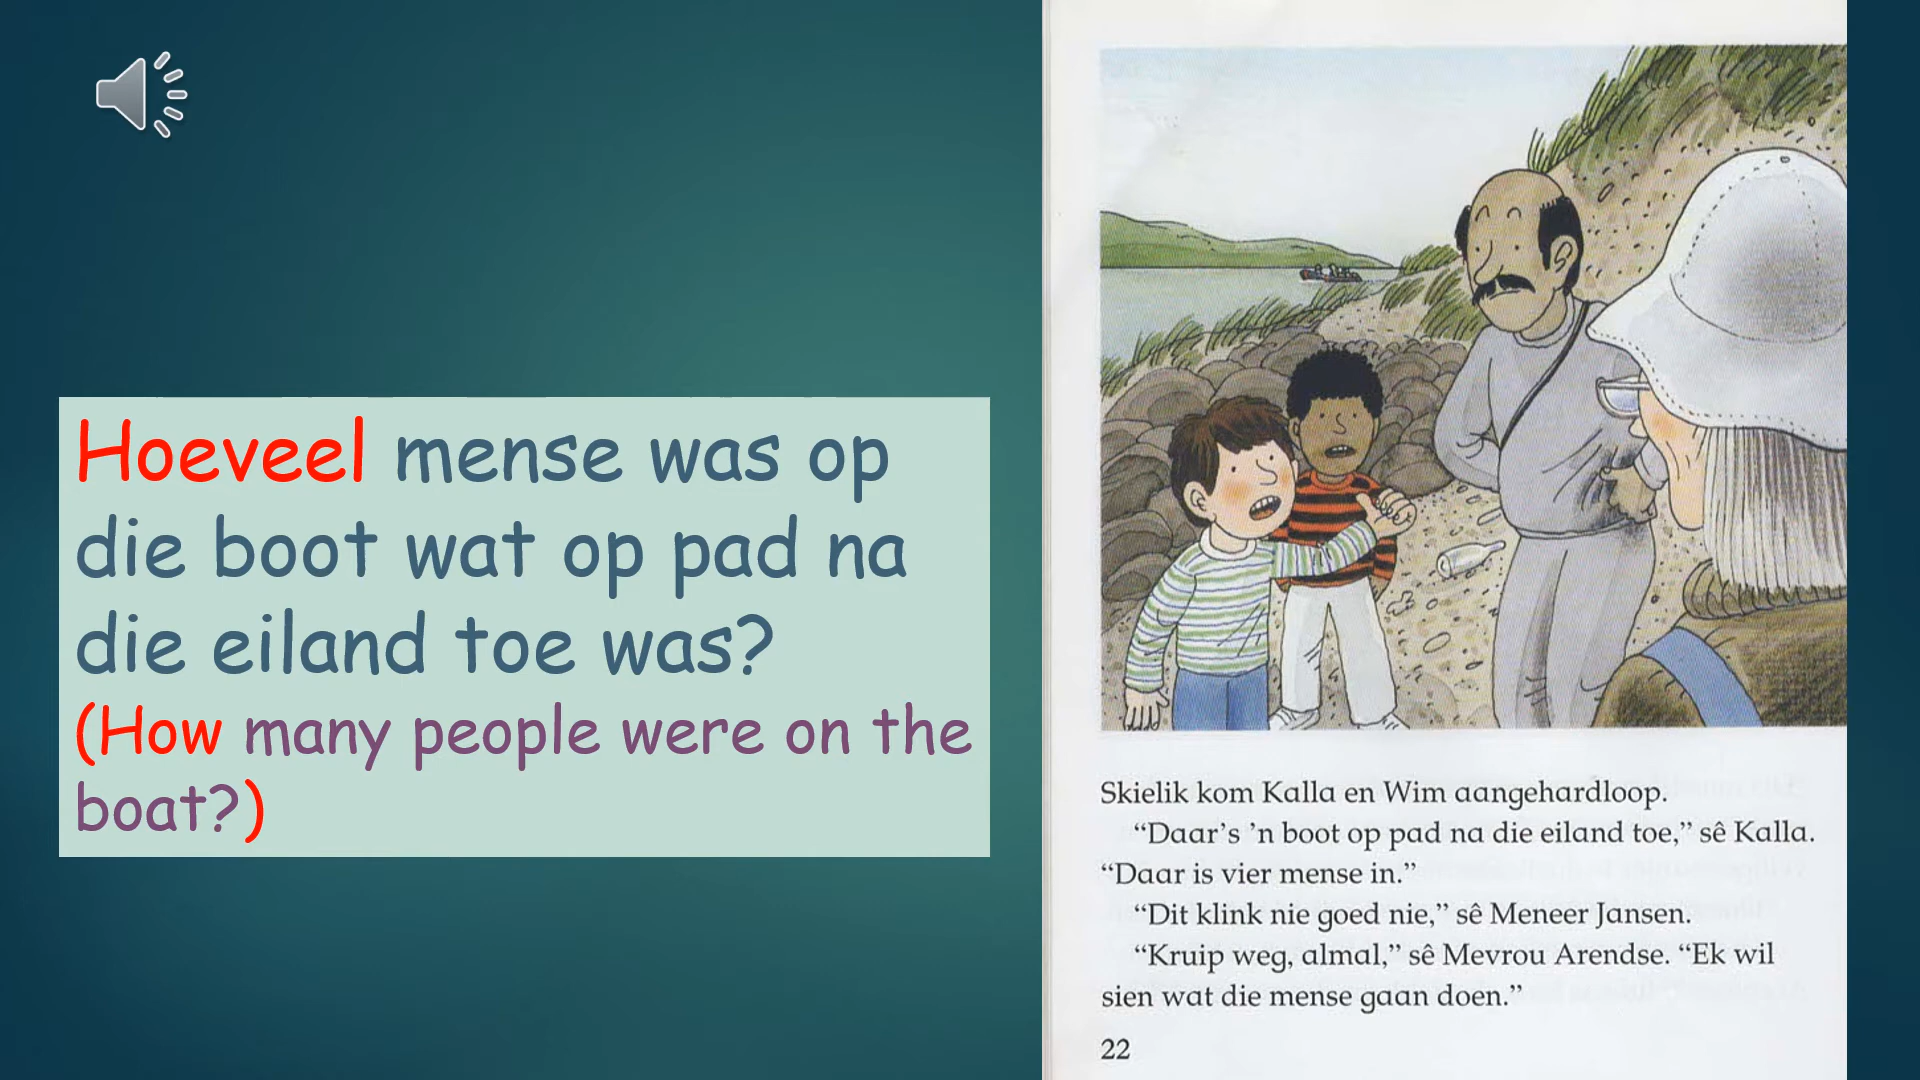 Hoeveel mense was op
die boot wat op pad na
die eiland toe was?
(How many people were on the
boat?)
Skielik kom Kalla en Wim aangehardloop.
“Daar’s ’n boot op pad na die eiland toe,” sê Kalla.
“Daar is vier mense in.”
“Dit klink nie goed nie,” sê Meneer Jansen.
“Kruip weg, almal,” sê Mevrou Arendse. “Ek wil
sien wat die mense gaan doen.”
22